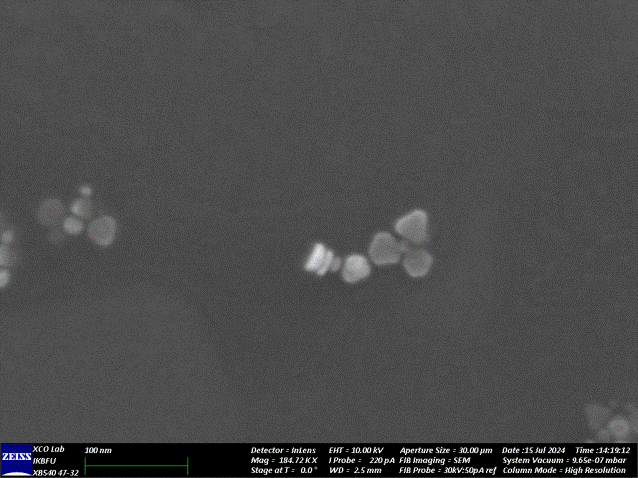 ZEISS
XCO Lab
IKBFU
XB540 47-32
100 nm
Detector = InLens
Mag = 184.72 K X
Stage at T = 0.0 °
EHT = 10.00 kV
I Probe = 220 pA
WD = 2.5 mm
Aperture Size = 30.00 µm
FIB Imaging = SEM
FIB Probe = 30kV:50pA ref
Date :15 Jul 2024 Time :14:19:12
System Vacuum = 9.65e-07 mbar
Column Mode = High Resolution